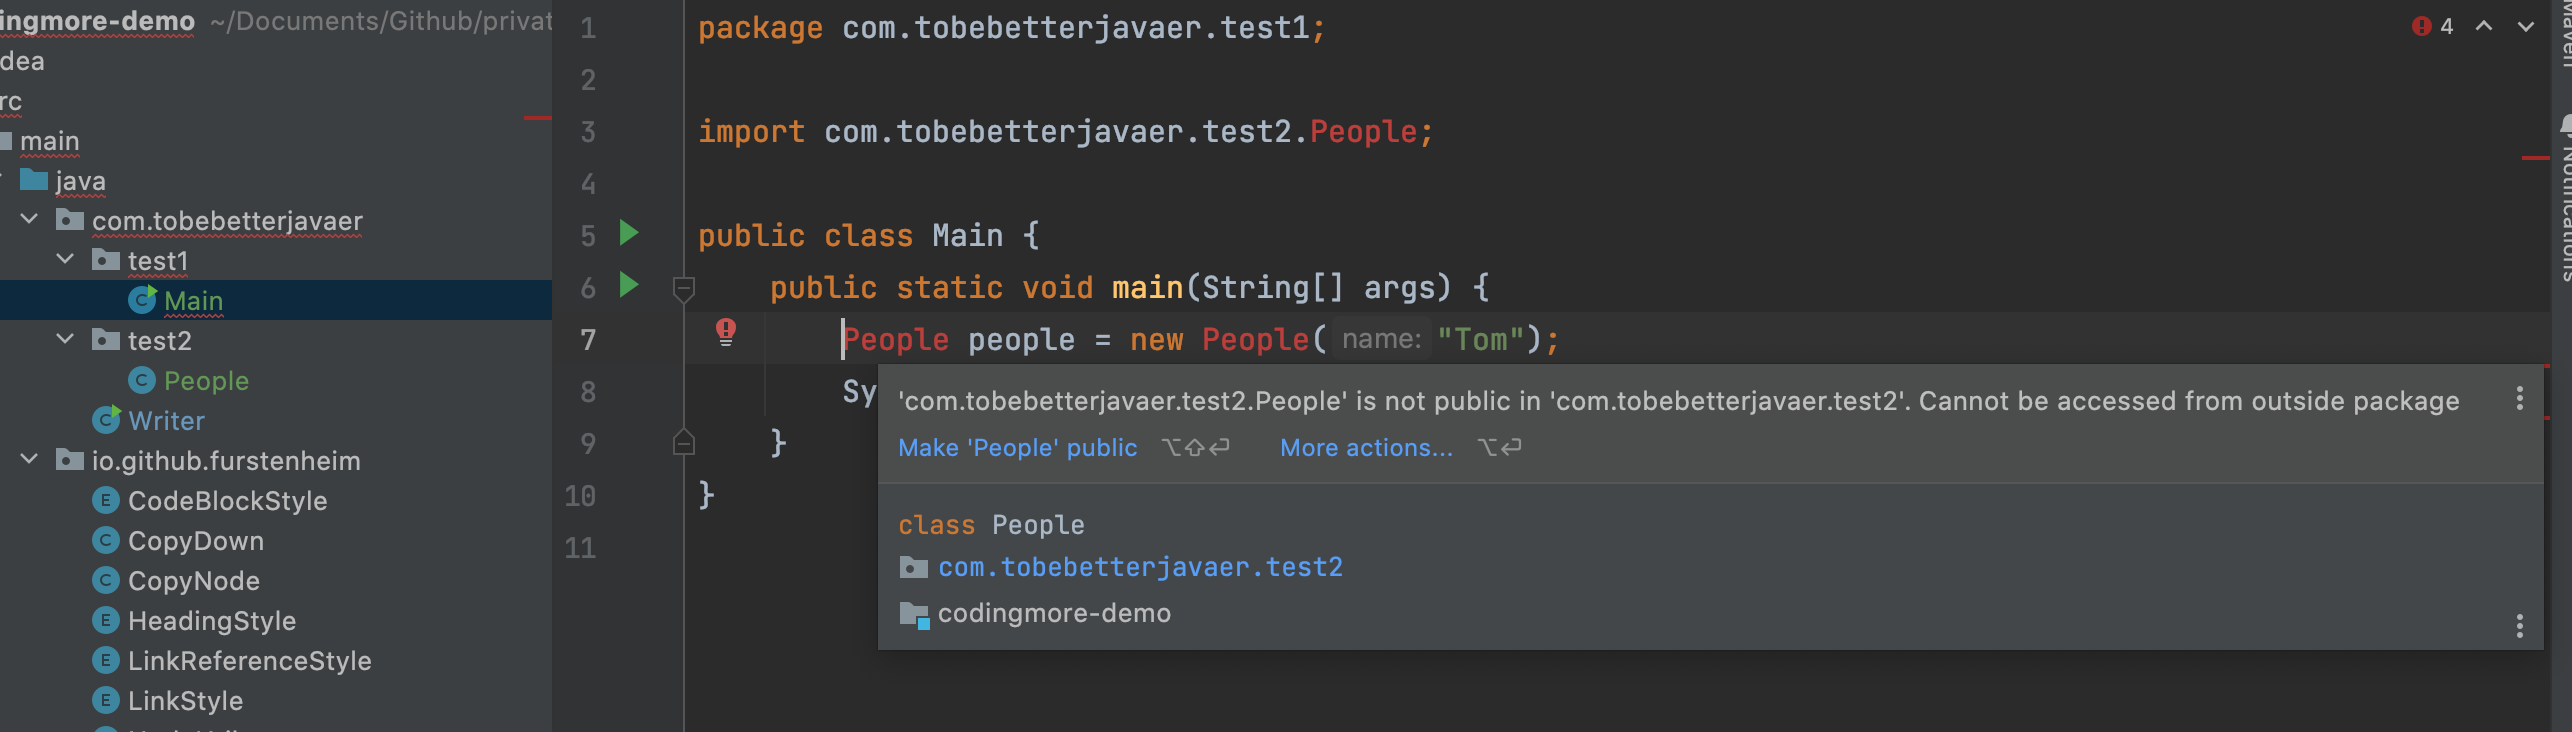 ingmore-demo ~/Documents/Github/privat
dea
rc
main
java
com.tobebetterjavaer
test1
Main
test2
People
Writer
io.github.furstenheim
CodeBlockStyle
CopyDown
CopyNode
HeadingStyle
LinkReferenceStyle
LinkStyle
1 package com.tobebetterjavaer.test1;
2
3 import com.tobebetterjavaer.test2.People;
4
5 public class Main {
6 public static void main(String[] args) {
7 People people = new People( name: "Tom");
8 Sy
9 }
10 }
11
4
'com.tobebetterjavaer.test2.People' is not public in 'com.tobebetterjavaer.test2'. Cannot be accessed from outside package
Make 'People' public ⌥⇧⏎ More actions... ⌥⏎
class People
com.tobebetterjavaer.test2
codingmore-demo
Maven
Notifications